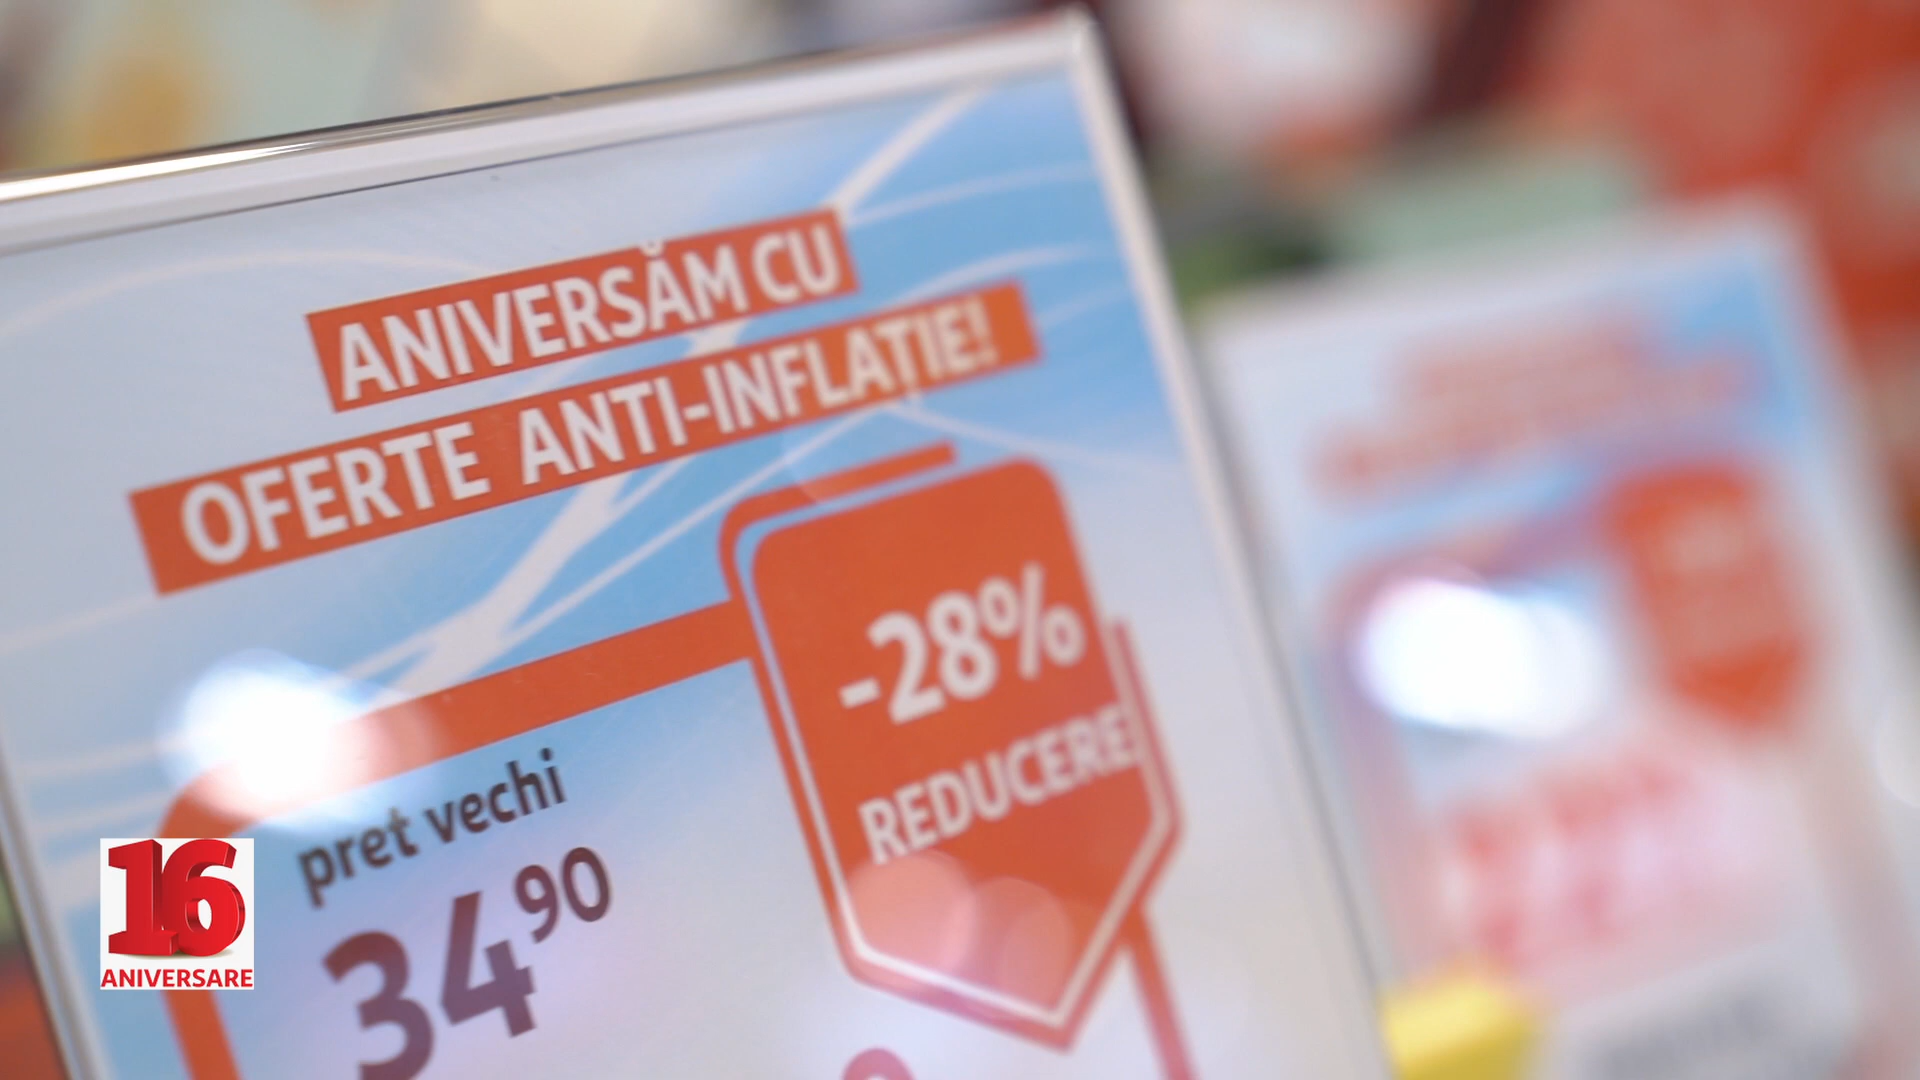 ANIVERSĂM CU
OFERTE ANTI-INFLAȚIE!
-28%
REDUCERE
pret vechi
34 90
16
ANIVERSARE